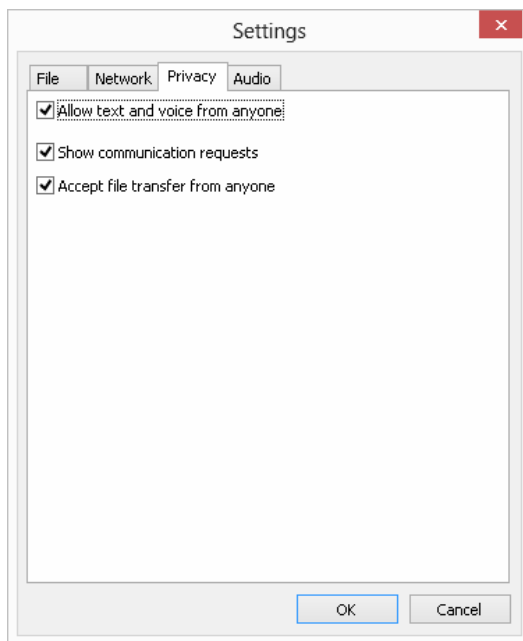 Settings
File Network Privacy Audio
Allow text and voice from anyone
Show communication requests
Accept file transfer from anyone
OK Cancel